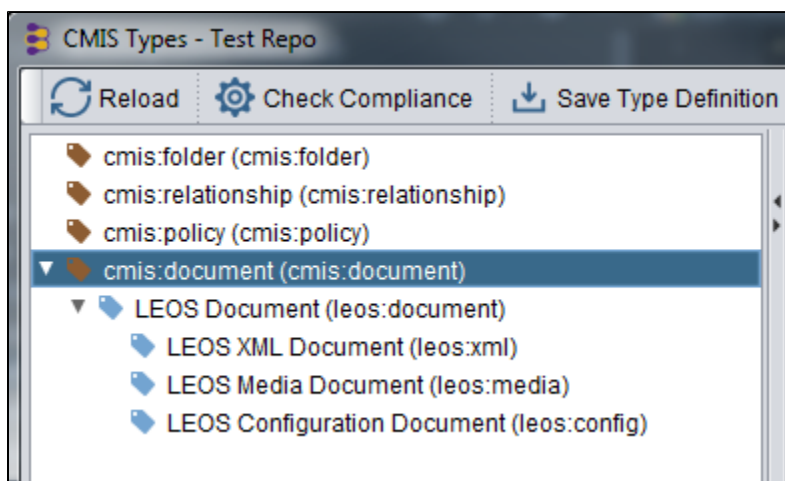 CMIS Types - Test Repo
Reload Check Compliance Save Type Definition
cmis:folder (cmis:folder)
cmis:relationship (cmis:relationship)
cmis:policy (cmis:policy)
cmis:document (cmis:document)
LEOS Document (leos:document)
LEOS XML Document (leos:xml)
LEOS Media Document (leos:media)
LEOS Configuration Document (leos:config)